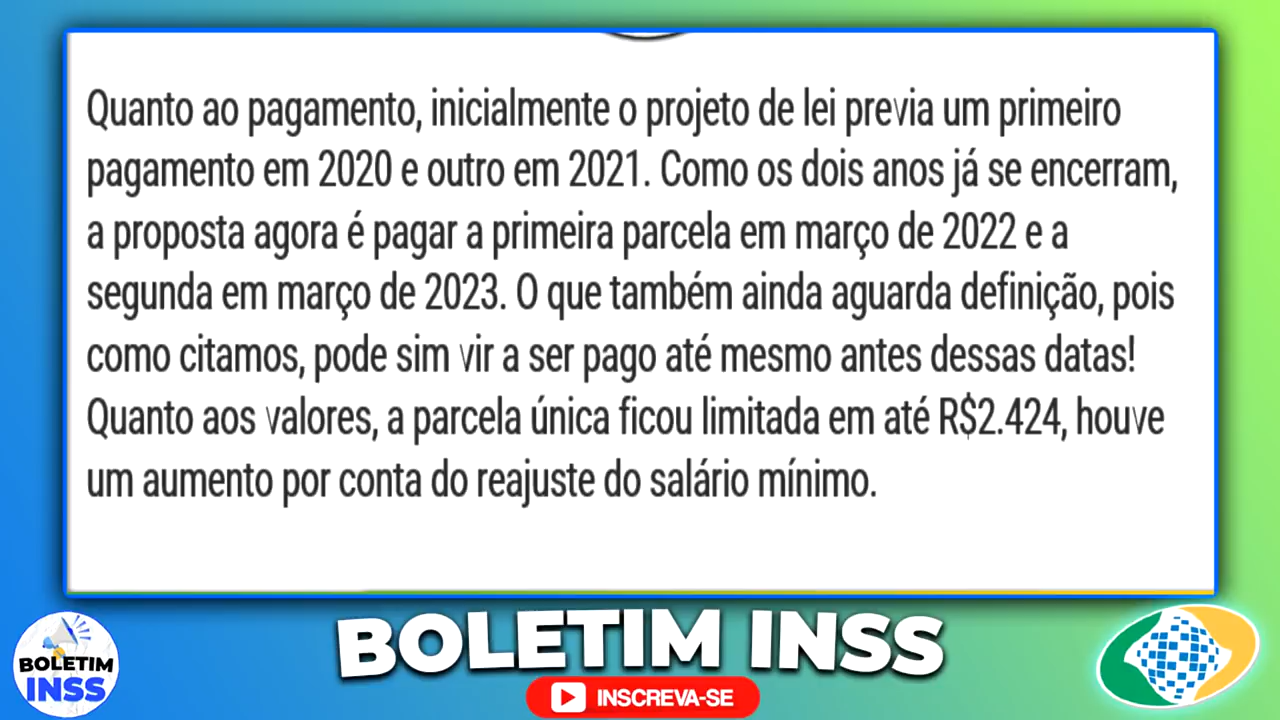 Quanto ao pagamento, inicialmente o projeto de lei previa um primeiro
pagamento em 2020 e outro em 2021. Como os dois anos já se encerram,
a proposta agora é pagar a primeira parcela em março de 2022 e a
segunda em março de 2023. O que também ainda aguarda definição, pois
como citamos, pode sim vir a ser pago até mesmo antes dessas datas!
Quanto aos valores, a parcela única ficou limitada em até R$2.424, houve
um aumento por conta do reajuste do salário mínimo.
BOLETIM INSS
INSCREVA-SE
BOLETIM
INSS